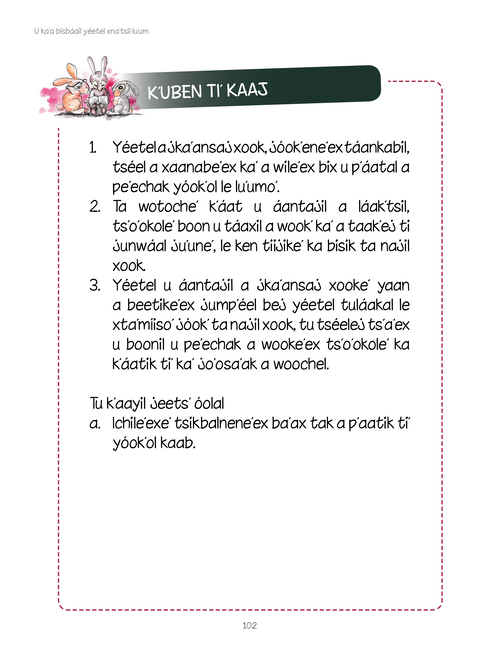 U ka'a bisbáail yéetel xna'tsil lu'um
K'UBEN TI' KAAJ
1. Yéetel a jka'ansaj xook, jóok'ene'ex táankabil,
tséel a xaanabe'ex ka' a wile'ex bix u p'áatal a
pe'echak yóok'ol le lu'umo'.
2. Ta wotoche' k'áat u áantajil a láak'tsil,
ts'o'okole' boon u táaxil a wook' ka' a taak'ej ti
junwáal ju'une', le ken tiijike' ka bisik ta najil
xook.
3. Yéetel u áantajil a jka'ansaj xooke' yaan
a beetike'ex jump'éel bej yéetel tuláakal le
xta'miiso' jóok' ta najil xook, tu tséelej ts'a'ex
u boonil u pe'echak a wooke'ex ts'o'okole' ka
k'áatik ti' ka' jo'osa'ak a woochel.
Tu k'aayil jeets' óolal
a. Ichile'exe' tsikbalnene'ex ba'ax tak a p'aatik ti'
yóok'ol kaab.
102